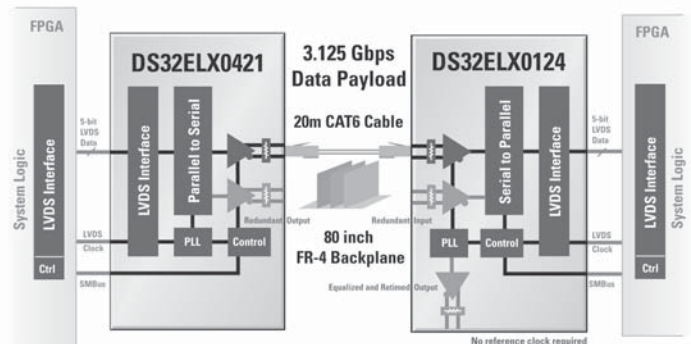 FPGA
System Logic
LVDS Interface
Ctrl
5-bit
LVDS
Data
LVDS
Clock
SMBus
DS32ELX0421
LVDS Interface
Parallel to Serial
PLL
Control
Redundant Output
3.125 Gbps
Data Payload
20m CAT6 Cable
80 inch
FR-4 Backplane
DS32ELX0124
Redundant Input
Serial to Parallel
LVDS Interface
PLL
Control
Equalized and Retimed Output
No reference clock required
5-bit
LVDS
Data
LVDS
Clock
SMBus
FPGA
LVDS Interface
Ctrl
System Logic